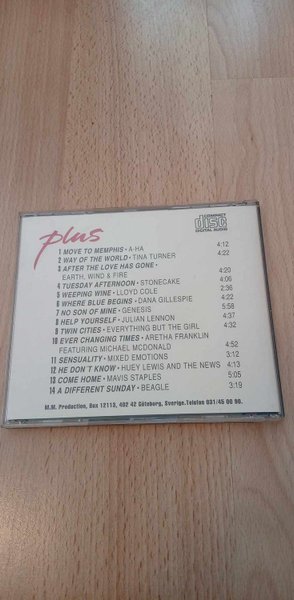 plus
COMPACT
disc
DIGITAL AUDIO
1 MOVE TO MEMPHIS · A-HA 4:12
2 WAY OF THE WORLD · TINA TURNER 4:22
3 AFTER THE LOVE HAS GONE ·
EARTH, WIND & FIRE 4:20
4 TUESDAY AFTERNOON · STONECAKE 4:06
5 WEEPING WINE · LLOYD COLE 2:36
6 WHERE BLUE BEGINS · DANA GILLESPIE 4:22
7 NO SON OF MINE · GENESIS 5:58
8 HELP YOURSELF · JULIAN LENNON 4:37
9 TWIN CITIES · EVERYTHING BUT THE GIRL 4:32
10 EVER CHANGING TIMES · ARETHA FRANKLIN
FEATURING MICHAEL MCDONALD 4:52
11 SENSUALITY · MIXED EMOTIONS 3:12
12 HE DON´T KNOW · HUEY LEWIS AND THE NEWS 4:13
13 COME HOME · MAVIS STAPLES 5:05
14 A DIFFERENT SUNDAY · BEAGLE 3:19
M.M. Production, Box 12113, 402 42 Göteborg, Sverige.Telefon 031/45 00 90.